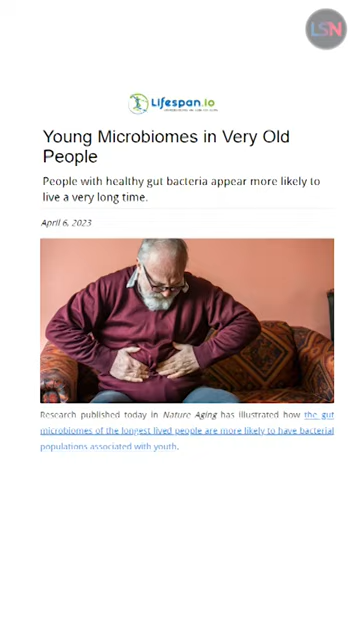 LSN
Lifespan.io
Young Microbiomes in Very Old
People
People with healthy gut bacteria appear more likely to
live a very long time.
April 6, 2023
Research published today in Nature Aging has illustrated how the gut
microbiomes of the longest lived people are more likely to have bacterial
populations associated with youth.